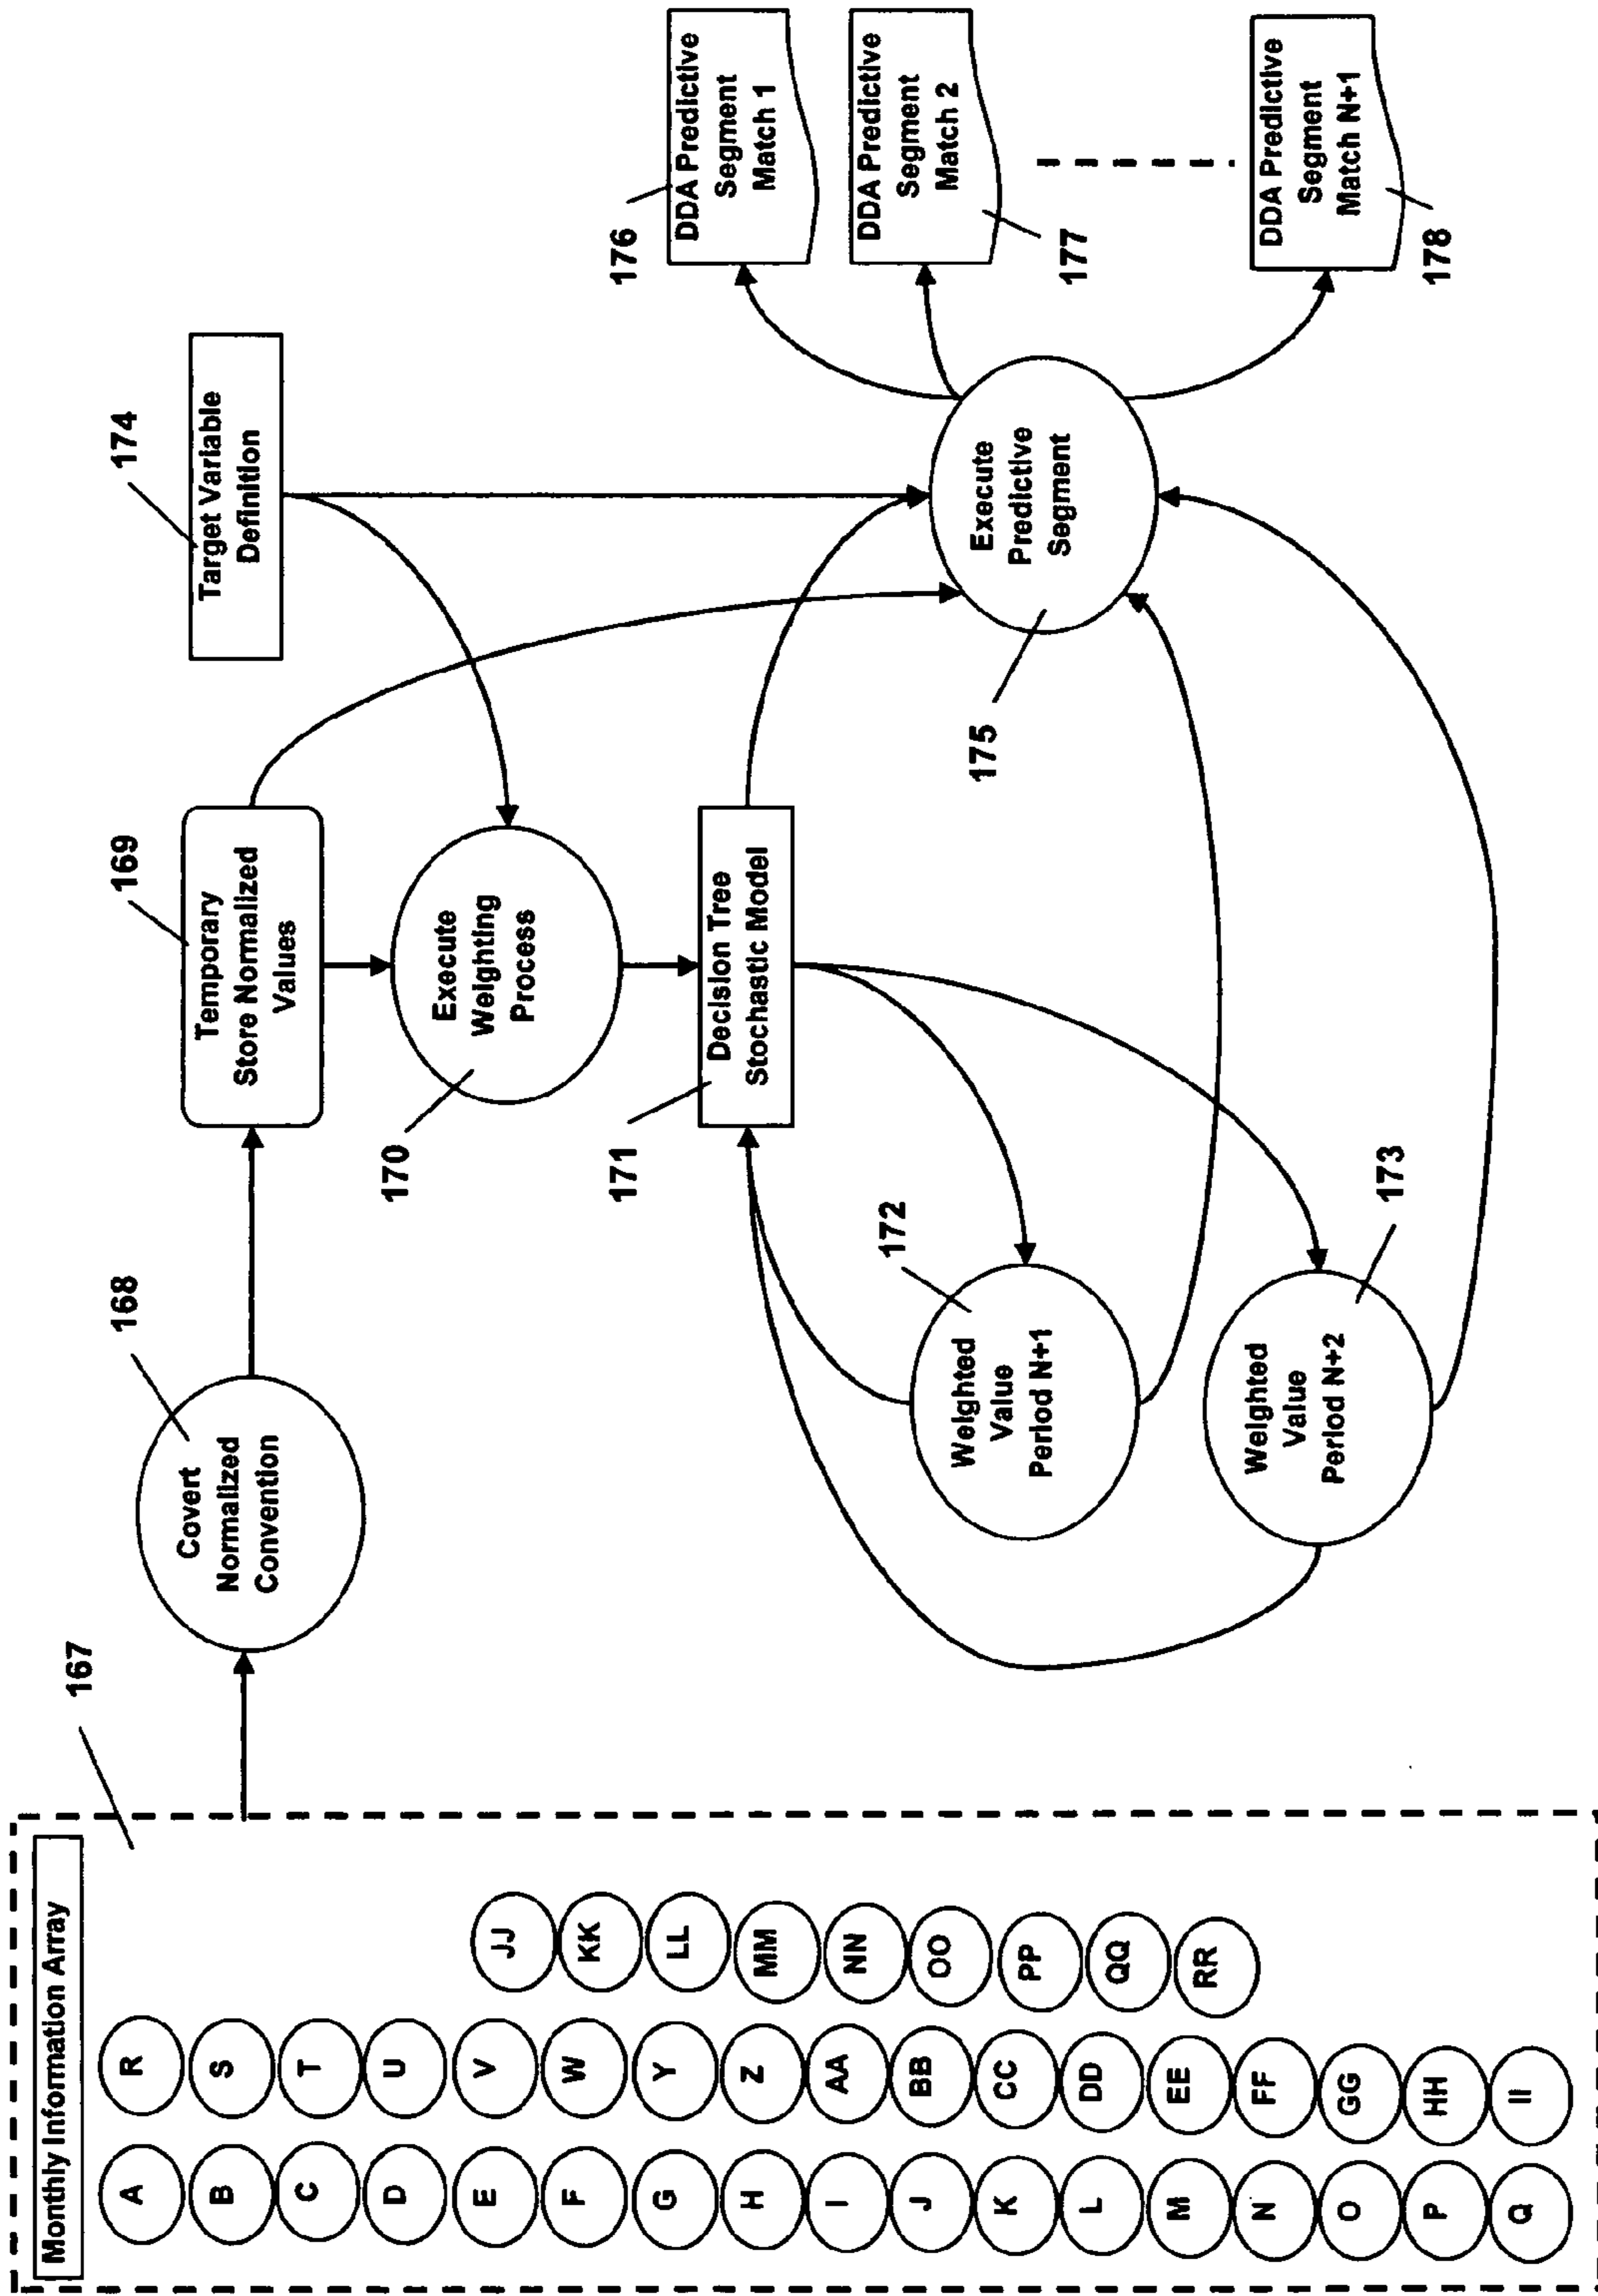 Monthly Information Array
167
A
B
C
D
E
F
G
H
I
J
K
L
M
N
O
P
Q
R
S
T
U
V
W
Y
Z
AA
BB
CC
DD
EE
FF
GG
HH
II
JJ
KK
LL
MM
NN
OO
PP
QQ
RR
168
Covert
Normalized
Convention
169
Temporary
Store Normalized
Values
170
Execute
Weighting
Process
171
Decision Tree
Stochastic Model
172
Weighted
Value
Period N+1
173
Weighted
Value
Period N+2
174
Target Variable
Definition
175
Execute
Predictive
Segment
176
DDA Predictive
Segment
Match 1
DDA Predictive
Segment
Match 2
177
DDA Predictive
Segment
Match N+1
178